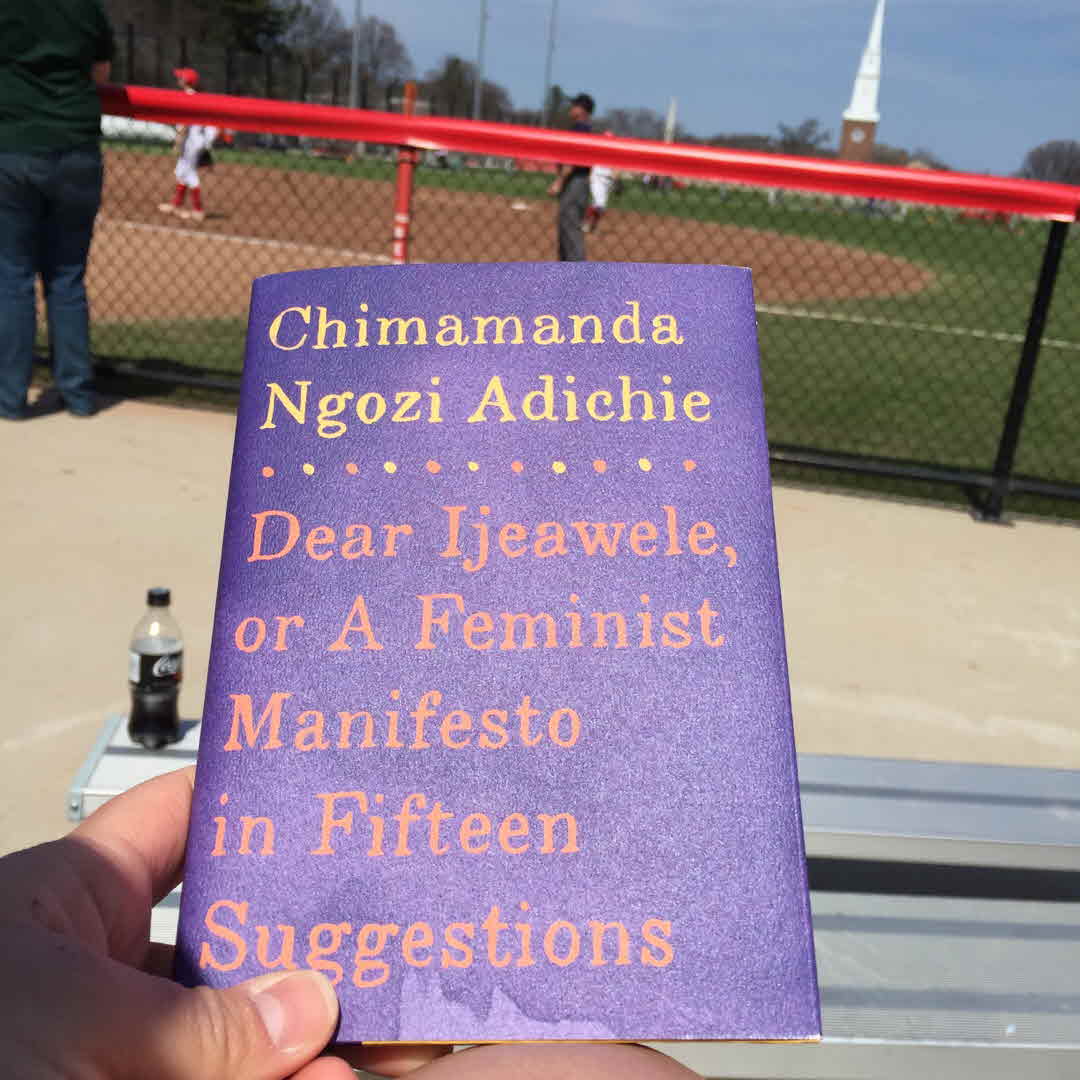 Chimamanda
Ngozi Adichie
Dear Ijeawele,
or A Feminist
Manifesto
in Fifteen
Suggestions